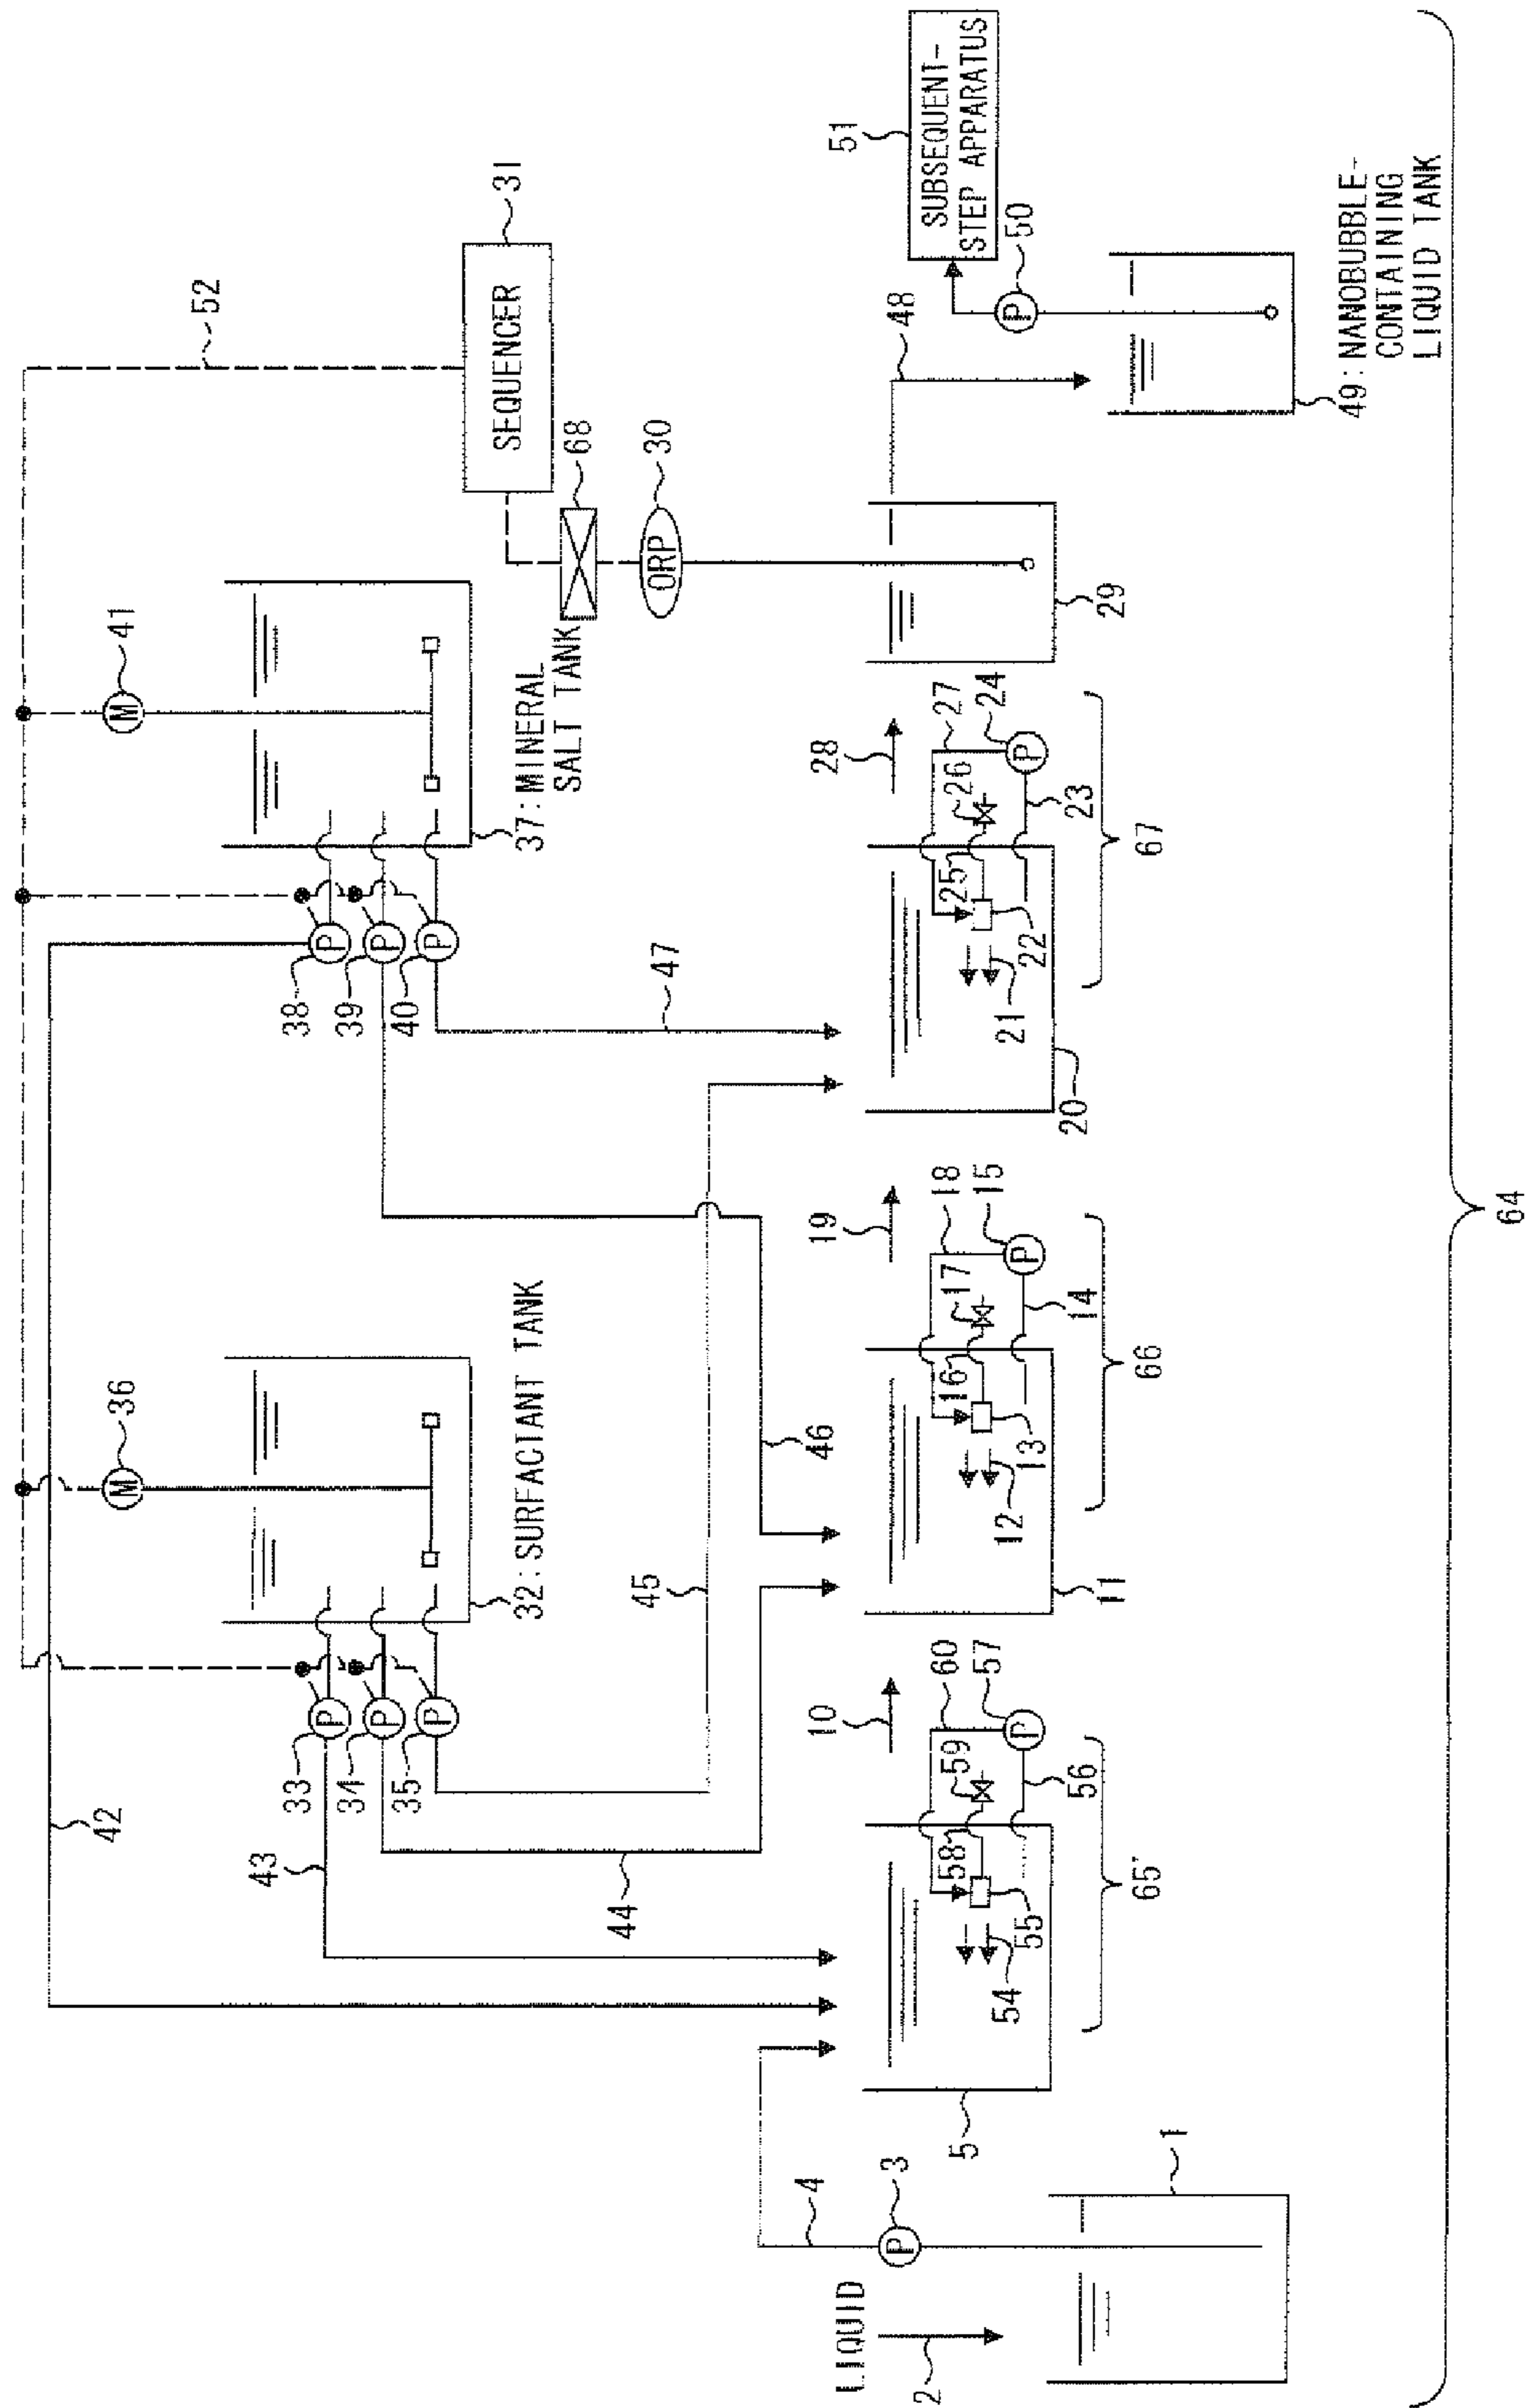 52
31
SEQUENCER
68
30
ORP
41
M
37:MINERAL
SALT TANK
38
P
39
P
40
P
42
36
M
32:SURFACTANT TANK
33
P
34
P
35
P
43
44
45
46
47
51
SUBSEQUENT-
STEP APPARATUS
50
P
48
49:NANOBUBBLE-
CONTAINING
LIQUID TANK
29
28
27
24
P
26
25
23
22
21
20
67
19
18
15
P
17
16
14
13
12
11
66
10
60
57
P
59
58
56
55
54
5
65'
4
3
P
1
LIQUID
2
64